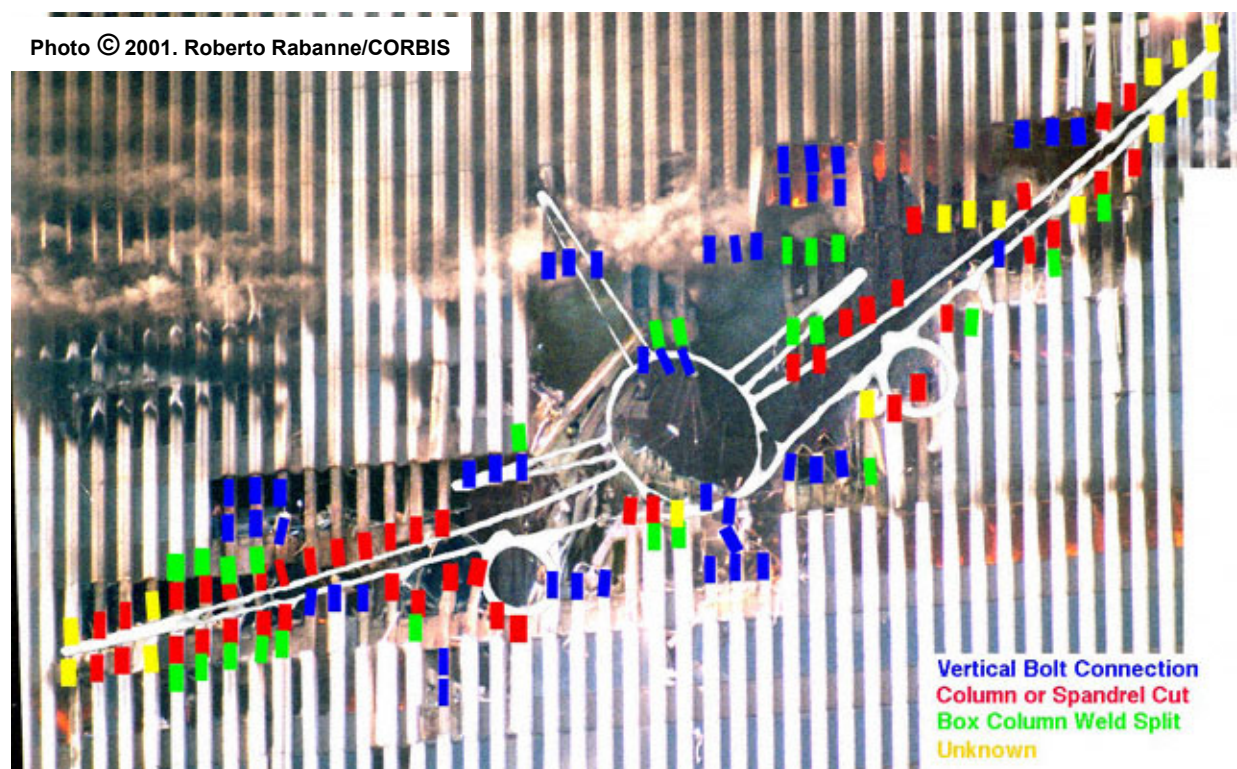 Photo © 2001. Roberto Rabanne/CORBIS
Vertical Bolt Connection
Column or Spandrel Cut
Box Column Weld Split
Unknown